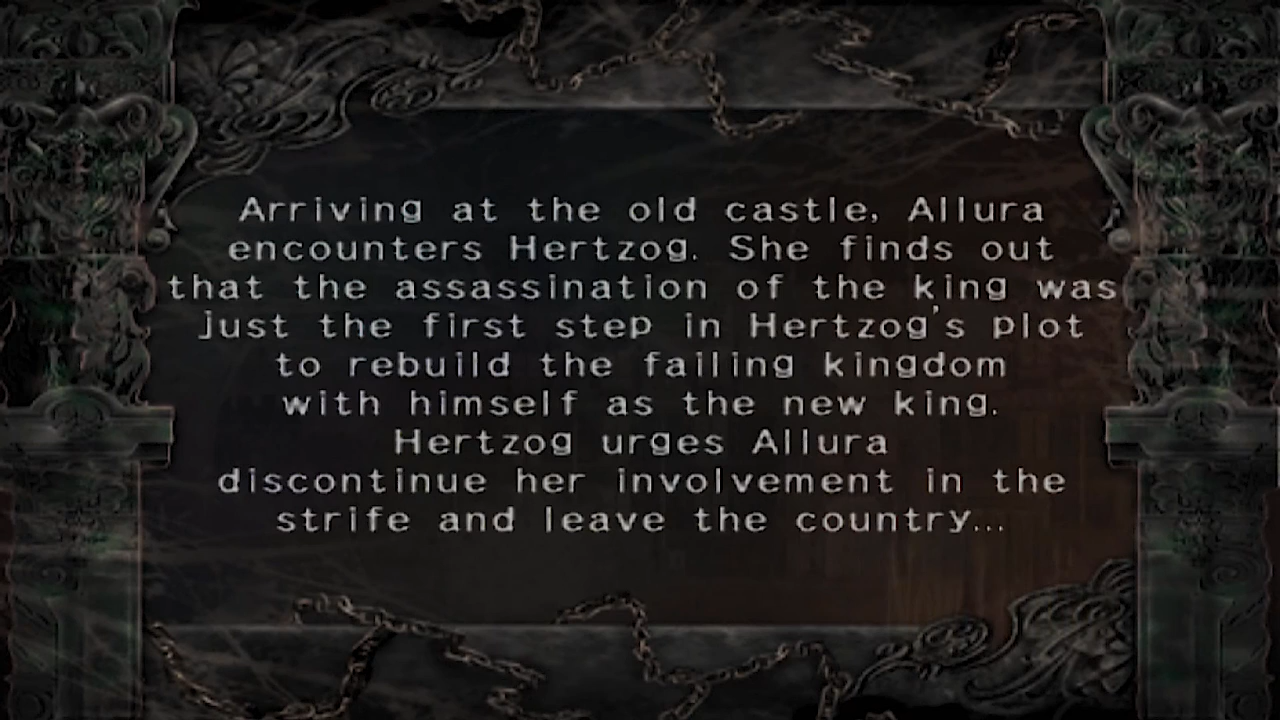 Arriving at the old castle, Allura
encounters Hertzog. She finds out
that the assassination of the king was
just the first step in Hertzog's plot
to rebuild the failing kingdom
with himself as the new king.
Hertzog urges Allura
discontinue her involvement in the
strife and leave the country...